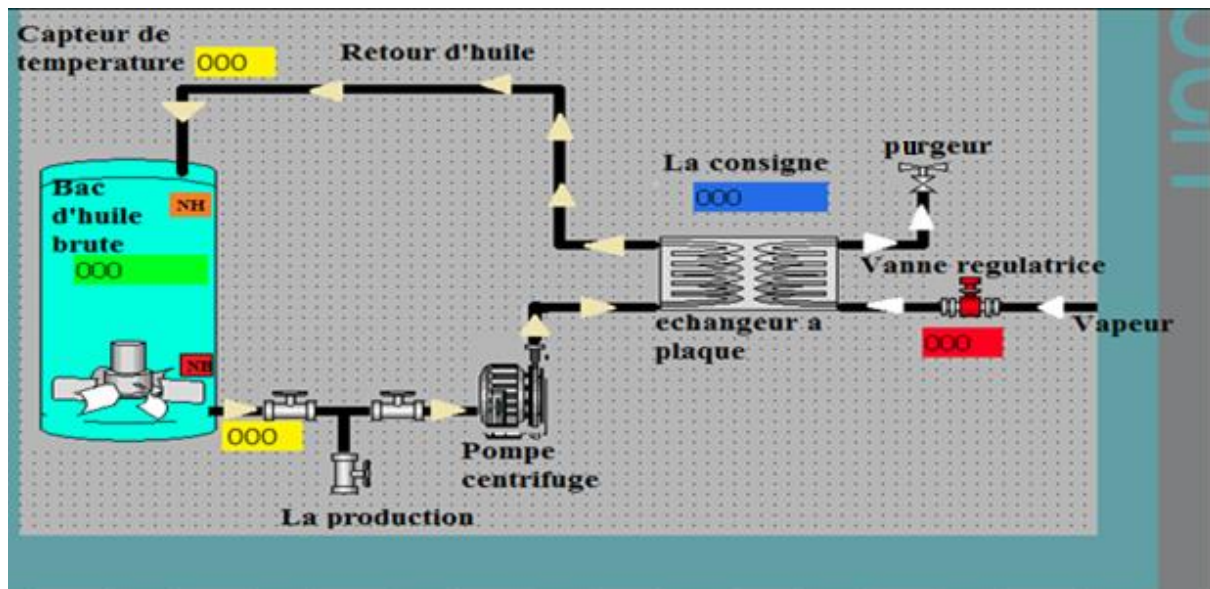 Capteur de
temperature 000
Retour d'huile
La consigne
000
purgeur
Bac
d'huile
brute
000
NH
Vanne regulatrice
echangeur a
plaque
000
Vapeur
000
Pompe
centrifuge
La production